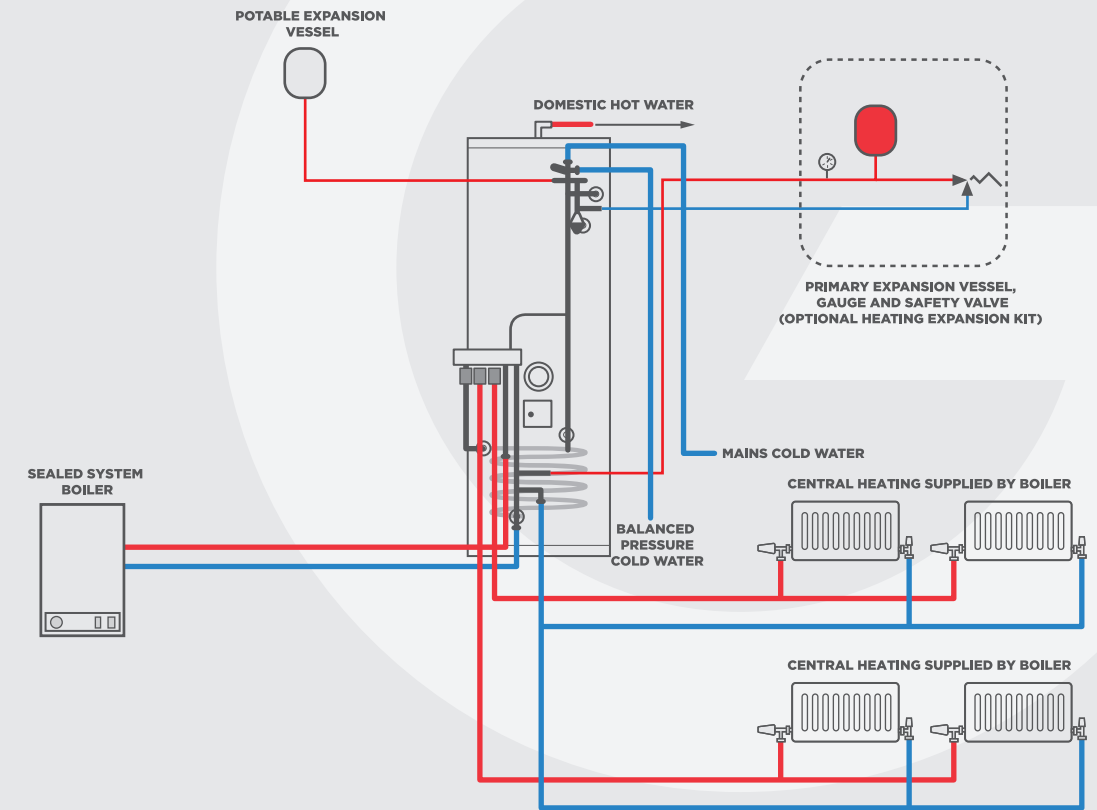 POTABLE EXPANSION
VESSEL
DOMESTIC HOT WATER
PRIMARY EXPANSION VESSEL,
GAUGE AND SAFETY VALVE
(OPTIONAL HEATING EXPANSION KIT)
MAINS COLD WATER
SEALED SYSTEM
BOILER
CENTRAL HEATING SUPPLIED BY BOILER
BALANCED
PRESSURE
COLD WATER
CENTRAL HEATING SUPPLIED BY BOILER